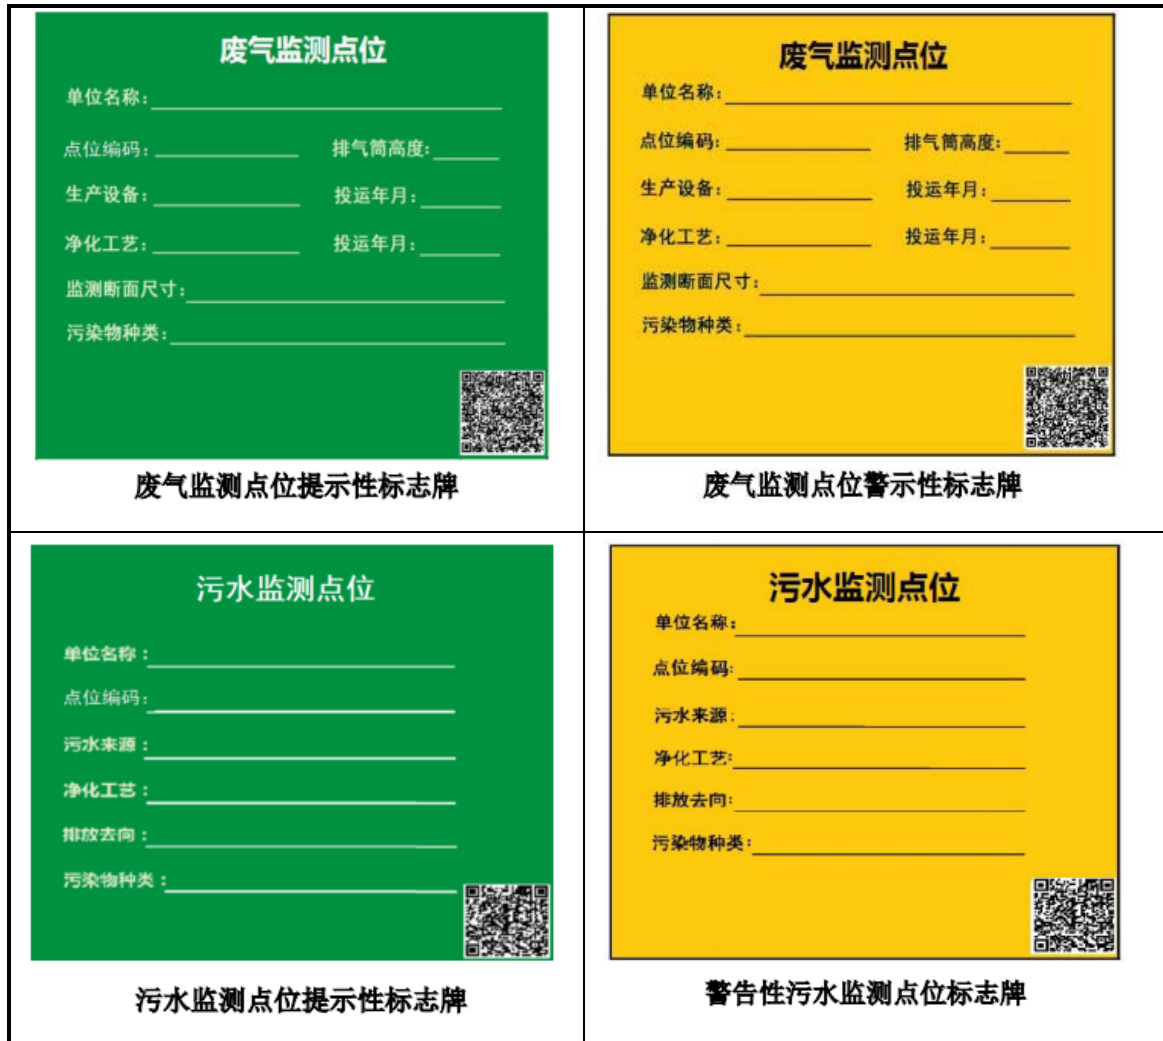 废气监测点位
单位名称:
点位编码: 排气筒高度:
生产设备: 投运年月:
净化工艺: 投运年月:
监测断面尺寸:
污染物种类:
废气监测点位提示性标志牌
废气监测点位
单位名称:
点位编码: 排气筒高度:
生产设备: 投运年月:
净化工艺: 投运年月:
监测断面尺寸:
污染物种类:
废气监测点位警示性标志牌
污水监测点位
单位名称:
点位编码:
污水来源:
净化工艺:
排放去向:
污染物种类:
污水监测点位提示性标志牌
污水监测点位
单位名称:
点位编码:
污水来源:
净化工艺:
排放去向:
污染物种类:
警告性污水监测点位标志牌